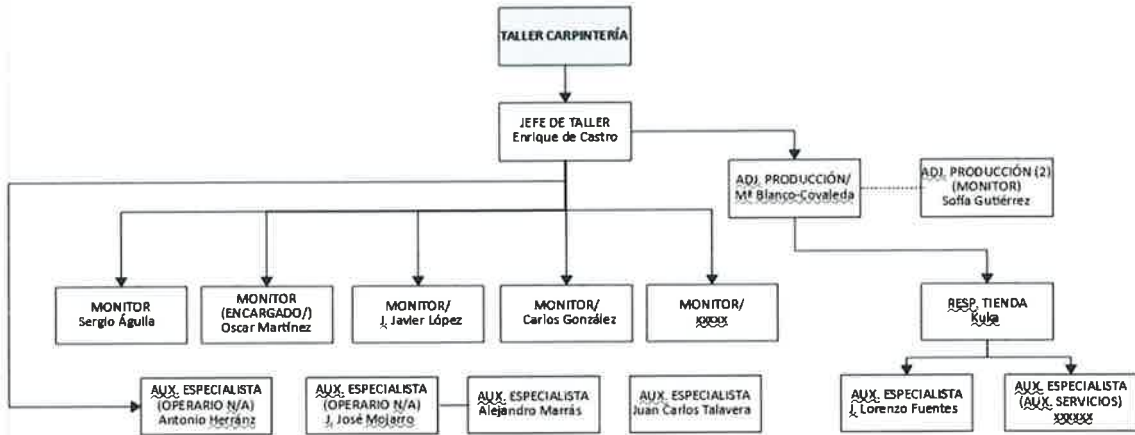 TALLER CARPINTERÍA
JEFE DE TALLER
Enrique de Castro
ADJ. PRODUCCIÓN/
Mª Blanco-Covaleda
ADJ. PRODUCCIÓN (2)
(MONITOR)
Sofía Gutiérrez
MONITOR
Sergio Águila
MONITOR
(ENCARGADO/)
Oscar Martínez
MONITOR/
J. Javier López
MONITOR/
Carlos González
MONITOR/
xxxxx
RESP. TIENDA
Kuka
AUX. ESPECIALISTA
(OPERARIO N/A)
Antonio Herránz
AUX. ESPECIALISTA
(OPERARIO N/A)
J. José Mojarro
AUX. ESPECIALISTA
Alejandro Marrás
AUX. ESPECIALISTA
Juan Carlos Talavera
AUX. ESPECIALISTA
J. Lorenzo Fuentes
AUX. ESPECIALISTA
(AUX. SERVICIOS)
xxxxxx